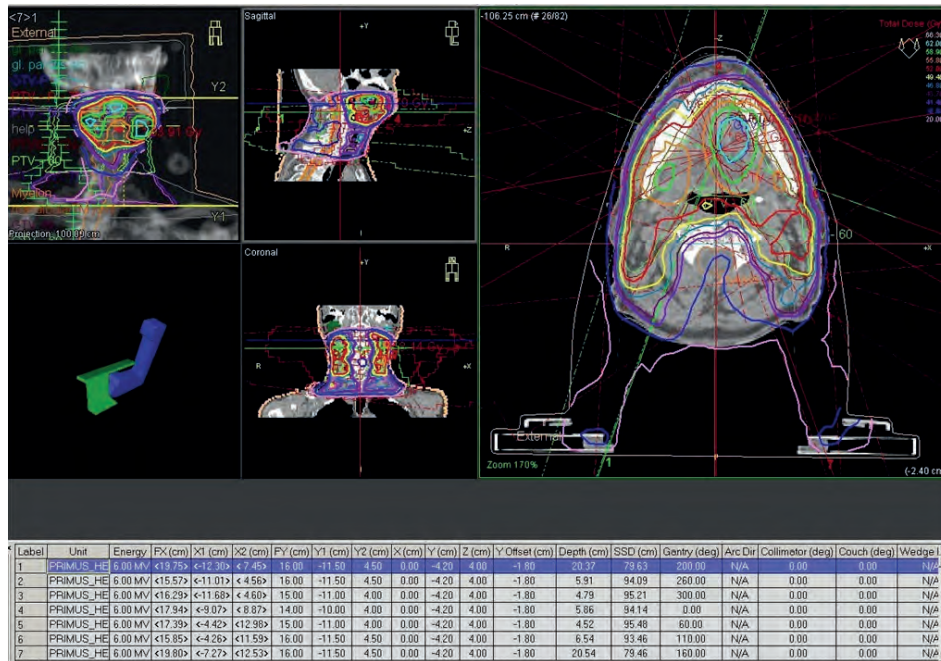 <7>1
External
Y2
help
Myelon
Y1
Projection
Sagittal
+Y
+Z
I
Coronal
+Y
R
+X
I
-106.25 cm (# 26/82)
Total Dose
-Z
R
+X
60
External
Zoom 170%
1
7
(-2.40 cm
Label Unit Energy FX (cm) X1 (cm) X2 (cm) FY (cm) Y1 (cm) Y2 (cm) X (cm) Y (cm) Z (cm) Y Offset (cm) Depth (cm) SSD (cm) Gantry (deg) Arc Dir Collimator (deg) Couch (deg) Wedge
1 PRIMUS_HE 6.00 MV <19.75> <-12.30> < 7.45> 16.00 -11.50 4.50 0.00 -4.20 4.00 -1.80 20.37 79.63 200.00 N/A 0.00 0.00 N/A
2 PRIMUS_HE 6.00 MV <15.57> <-11.01> < 4.56> 16.00 -11.50 4.50 0.00 -4.20 4.00 -1.80 5.91 94.09 260.00 N/A 0.00 0.00 N/A
3 PRIMUS_HE 6.00 MV <16.29> <-11.68> < 4.60> 15.00 -11.00 4.00 0.00 -4.20 4.00 -1.80 4.79 95.21 300.00 N/A 0.00 0.00 N/A
4 PRIMUS_HE 6.00 MV <17.94> <-9.07> < 8.87> 14.00 -10.00 4.00 0.00 -4.20 4.00 -1.80 5.86 94.14 0.00 N/A 0.00 0.00 N/A
5 PRIMUS_HE 6.00 MV <17.39> <-4.42> <12.98> 15.00 -11.00 4.00 0.00 -4.20 4.00 -1.80 4.52 95.48 60.00 N/A 0.00 0.00 N/A
6 PRIMUS_HE 6.00 MV <15.85> <-4.26> <11.59> 16.00 -11.50 4.50 0.00 -4.20 4.00 -1.80 6.54 93.46 110.00 N/A 0.00 0.00 N/A
7 PRIMUS_HE 6.00 MV <19.80> <-7.27> <12.53> 16.00 -11.50 4.50 0.00 -4.20 4.00 -1.80 20.54 79.46 160.00 N/A 0.00 0.00 N/A